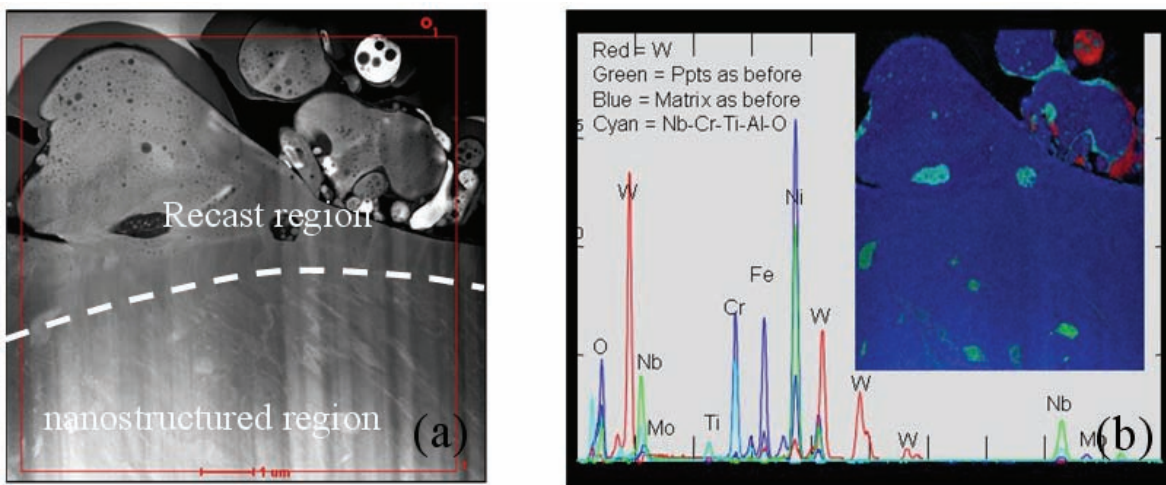 O1
Recast region
nanostructured region
(a)
1 um
Red = W
Green = Ppts as before
Blue = Matrix as before
Cyan = Nb-Cr-Ti-Al-O
W
Ni
Fe
Cr
W
O
Nb
W
Mo
Ti
W
Nb
(b)